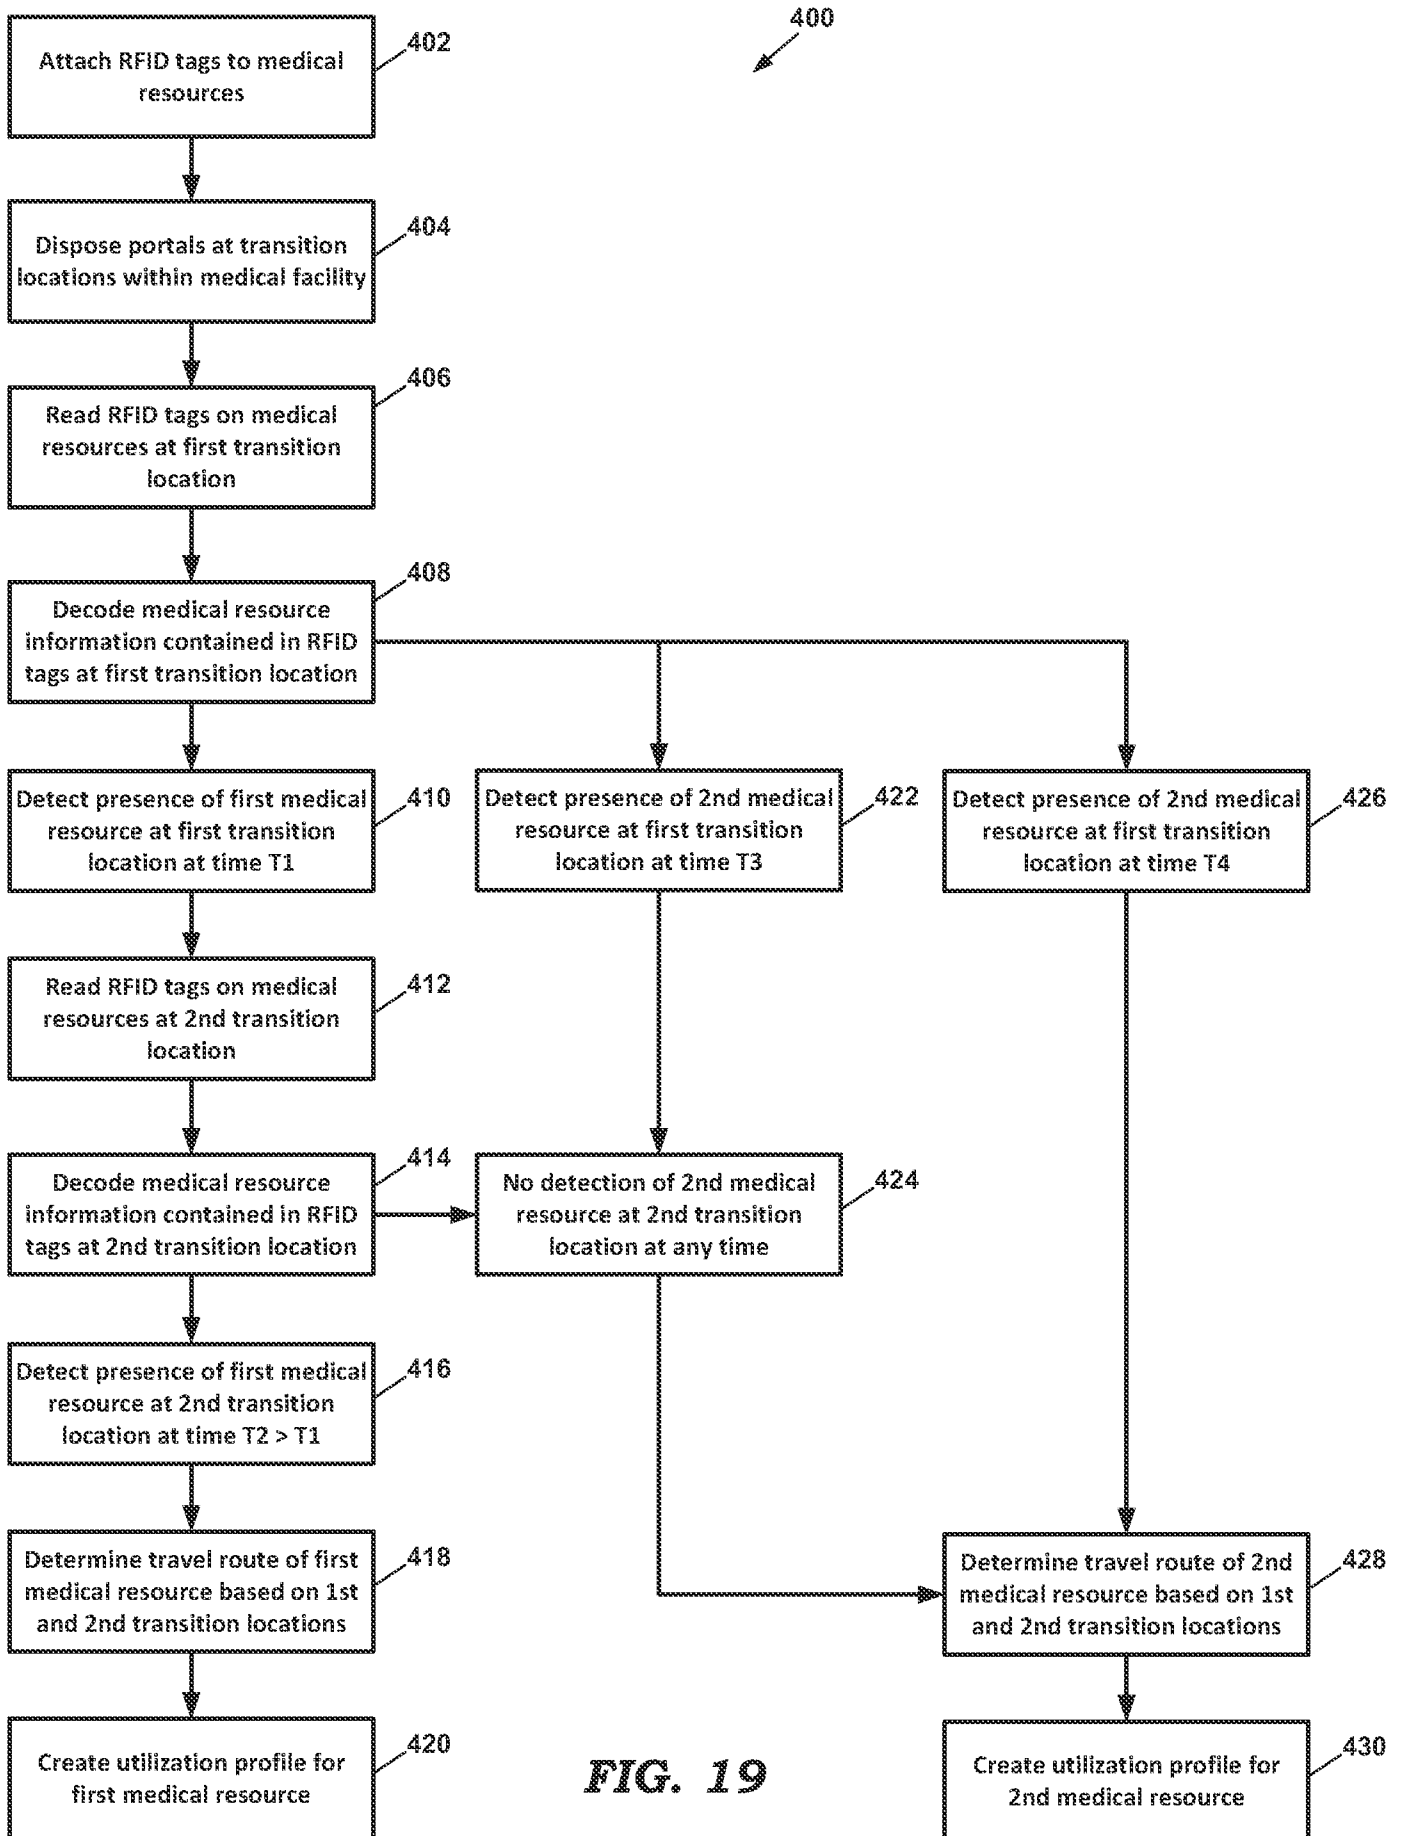 400
Attach RFID tags to medical
resources
402
Dispose portals at transition
locations within medical facility
404
Read RFID tags on medical
resources at first transition
location
406
Decode medical resource
information contained in RFID
tags at first transition location
408
Detect presence of first medical
resource at first transition
location at time T1
410
Detect presence of 2nd medical
resource at first transition
location at time T3
422
Detect presence of 2nd medical
resource at first transition
location at time T4
426
Read RFID tags on medical
resources at 2nd transition
location
412
Decode medical resource
information contained in RFID
tags at 2nd transition location
414
No detection of 2nd medical
resource at 2nd transition
location at any time
424
Detect presence of first medical
resource at 2nd transition
location at time T2 > T1
416
Determine travel route of first
medical resource based on 1st
and 2nd transition locations
418
Determine travel route of 2nd
medical resource based on 1st
and 2nd transition locations
428
Create utilization profile for
first medical resource
420
FIG. 19
Create utilization profile for
2nd medical resource
430